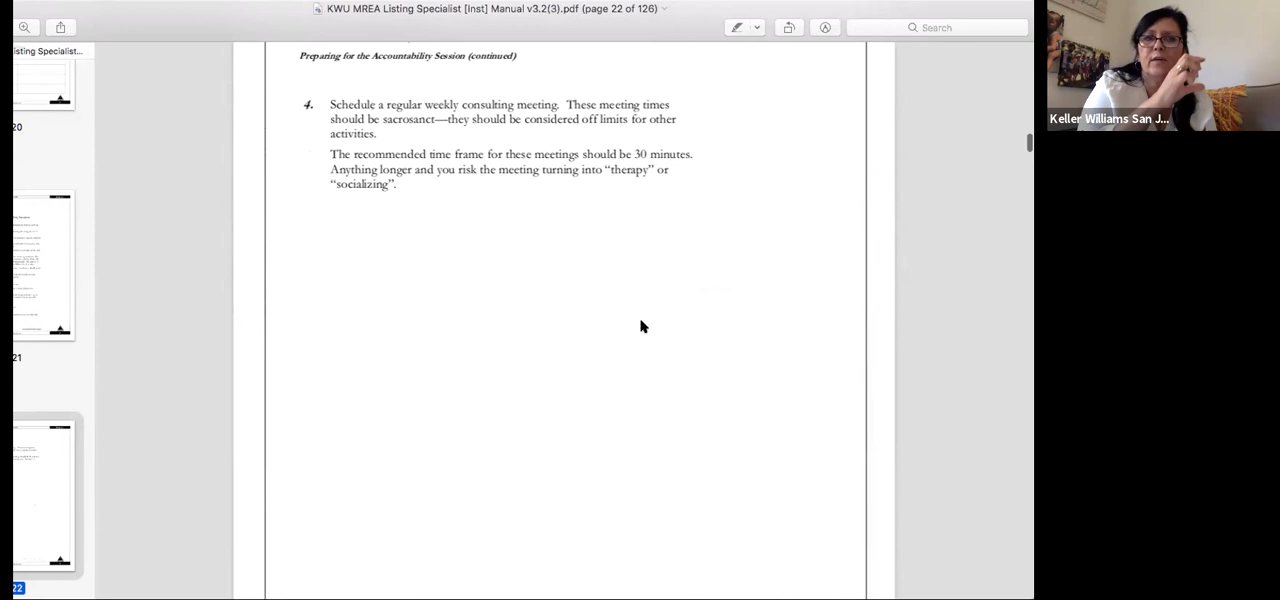 KWU MREA Listing Specialist [Inst] Manual v3.2(3).pdf (page 22 of 126)
Search
isting Specialist...
Preparing for the Accountability Session (continued)
4. Schedule a regular weekly consulting meeting. These meeting times
should be sacrosanct—they should be considered off limits for other
activities.
The recommended time frame for these meetings should be 30 minutes.
Anything longer and you risk the meeting turning into “therapy” or
“socializing”.
20
21
22
Keller Williams San J...